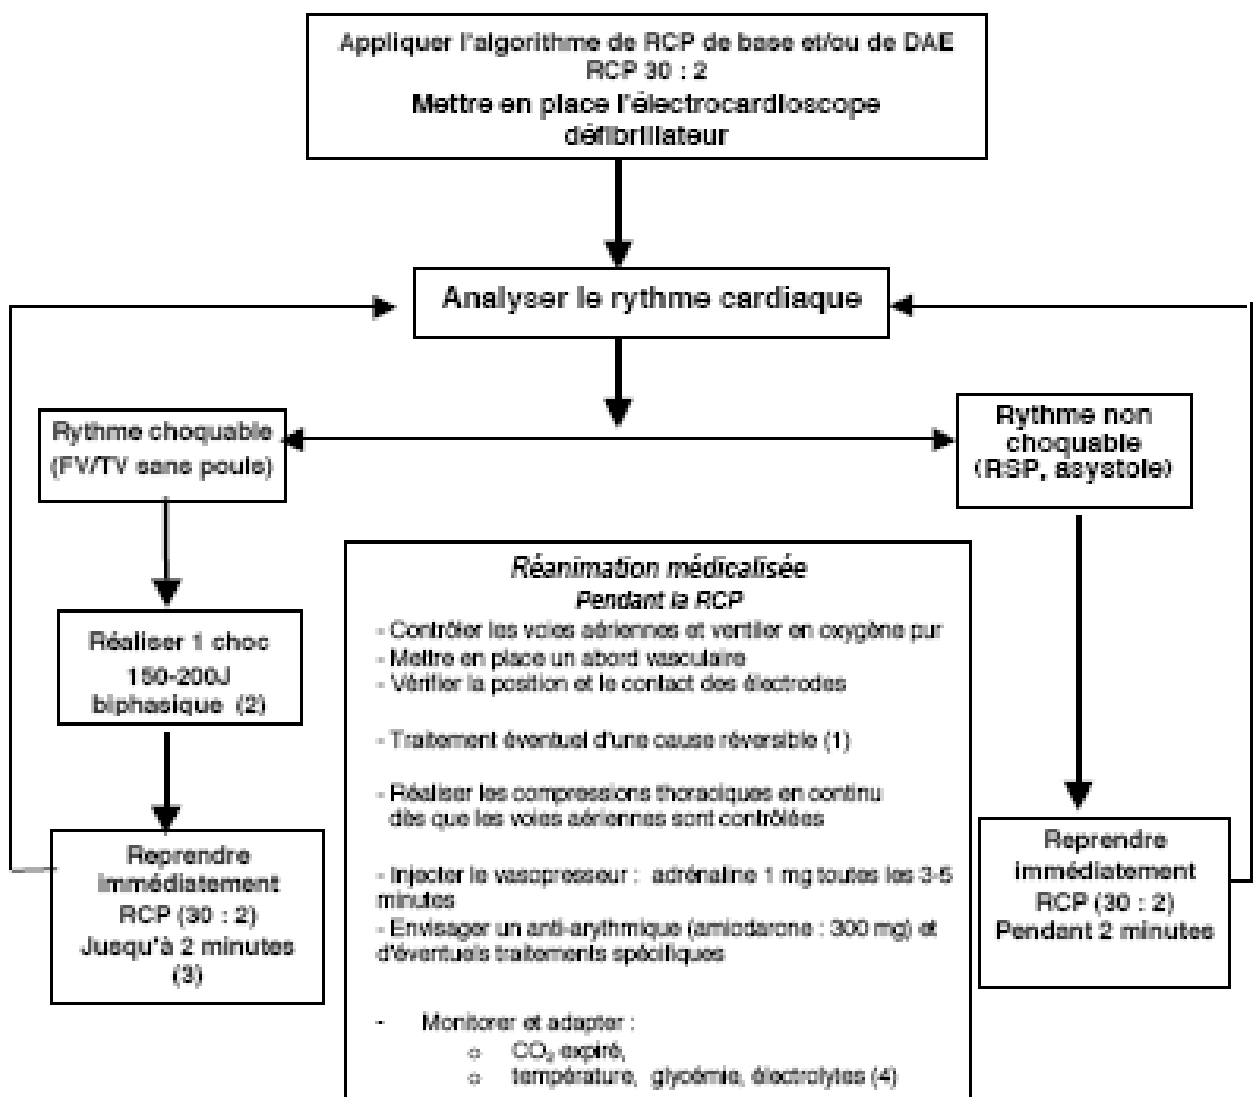 Appliquer l'algorithme de RCP de base et/ou de DAE
RCP 30 : 2
Mettre en place l'électrocardioscope
défibrillateur
Analyser le rythme cardiaque
Rythme choquable
(FV/TV sans pouls)
Rythme non
choquable
(RSP, asystole)
Réaliser 1 choc
150-200J
biphasique (2)
Reprendre
immédiatement
RCP (30 : 2)
Jusqu'à 2 minutes
(3)
Réanimation médicalisée
Pendant la RCP
- Contrôler les voies aériennes et ventiler en oxygène pur
- Mettre en place un abord vasculaire
- Vérifier la position et le contact des électrodes
- Traitement éventuel d'une cause réversible (1)
- Réaliser les compressions thoraciques en continu
dès que les voies aériennes sont contrôlées
- Injecter le vasopresseur : adrénaline 1 mg toutes les 3-5
minutes
- Envisager un anti-arythmique (amiodarone : 300 mg) et
d'éventuels traitements spécifiques
- Monitorer et adapter :
o CO₂ expiré,
o température, glycémie, électrolytes (4)
Reprendre
immédiatement
RCP (30 : 2)
Pendant 2 minutes